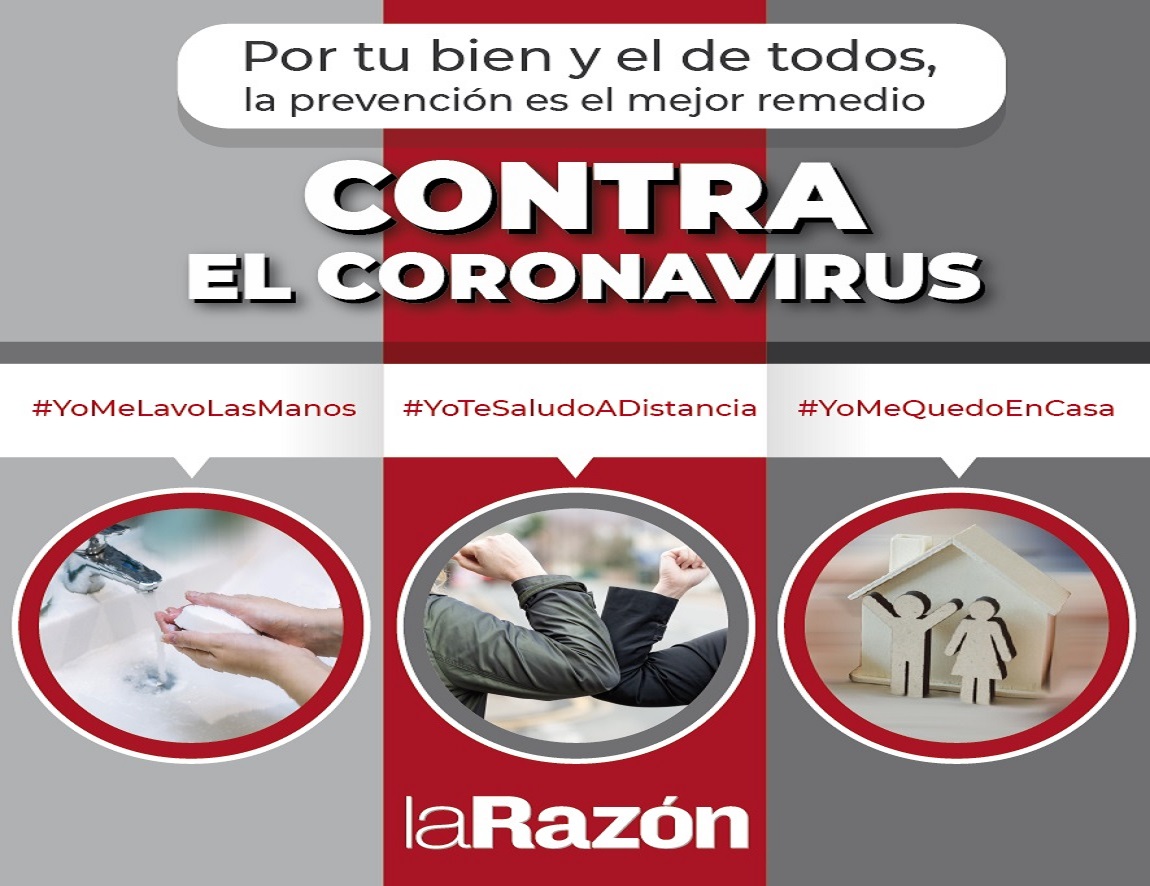 Por tu bien y el de todos,
la prevención es el mejor remedio
CONTRA
EL CORONAVIRUS
#YoMeLavoLasManos
#YoTeSaludoADistancia
#YoMeQuedoEnCasa
laRazón